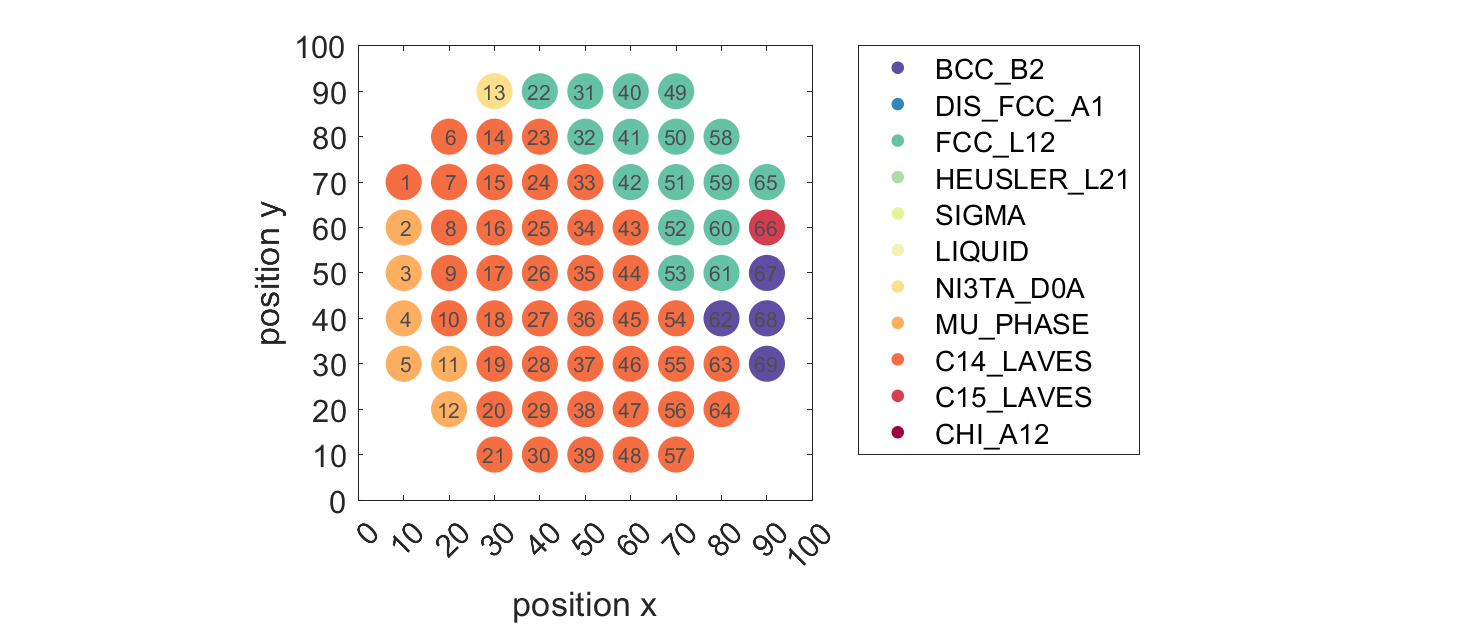 100
90
80
70
60
50
40
30
20
10
0
position y
13 22 31 40 49
6 14 23 32 41 50 58
1 7 15 24 33 42 51 59 65
2 8 16 25 34 43 52 60 66
3 9 17 26 35 44 53 61 67
4 10 18 27 36 45 54 62 68
5 11 19 28 37 46 55 63 69
12 20 29 38 47 56 64
21 30 39 48 57
0 10 20 30 40 50 60 70 80 90 100
position x
BCC_B2
DIS_FCC_A1
FCC_L12
HEUSLER_L21
SIGMA
LIQUID
NI3TA_D0A
MU_PHASE
C14_LAVES
C15_LAVES
CHI_A12